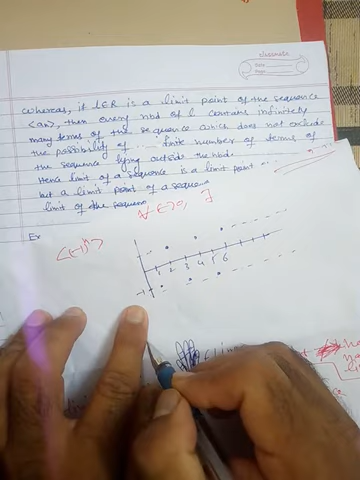 classmate
Date
Page
Whereas, if l∈R is a limit point of the sequence
<an>, then every nbd of l contains infinitely
many terms of the sequence which does not exclude
the possibility of ..... finite number of terms of
the sequence lying outside the nbd.
Hence limit of a sequence is a limit point
but a limit point of a sequence
limit of the sequence
∀ ε>0, ∃
Ex
<(-1)ⁿ>
1 2 3 4 5 6
-1